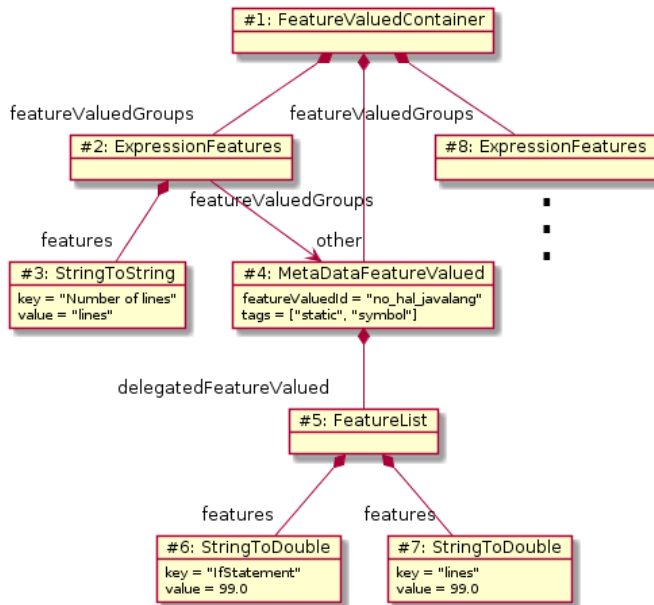 #1: FeatureValuedContainer
featureValuedGroups
featureValuedGroups
#2: ExpressionFeatures
#8: ExpressionFeatures
featureValuedGroups
features
other
#3: StringToString
key = "Number of lines"
value = "lines"
#4: MetaDataFeatureValued
featureValuedId = "no_hal_javalang"
tags = ["static", "symbol"]
delegatedFeatureValued
#5: FeatureList
features
features
#6: StringToDouble
key = "IfStatement"
value = 99.0
#7: StringToDouble
key = "lines"
value = 99.0